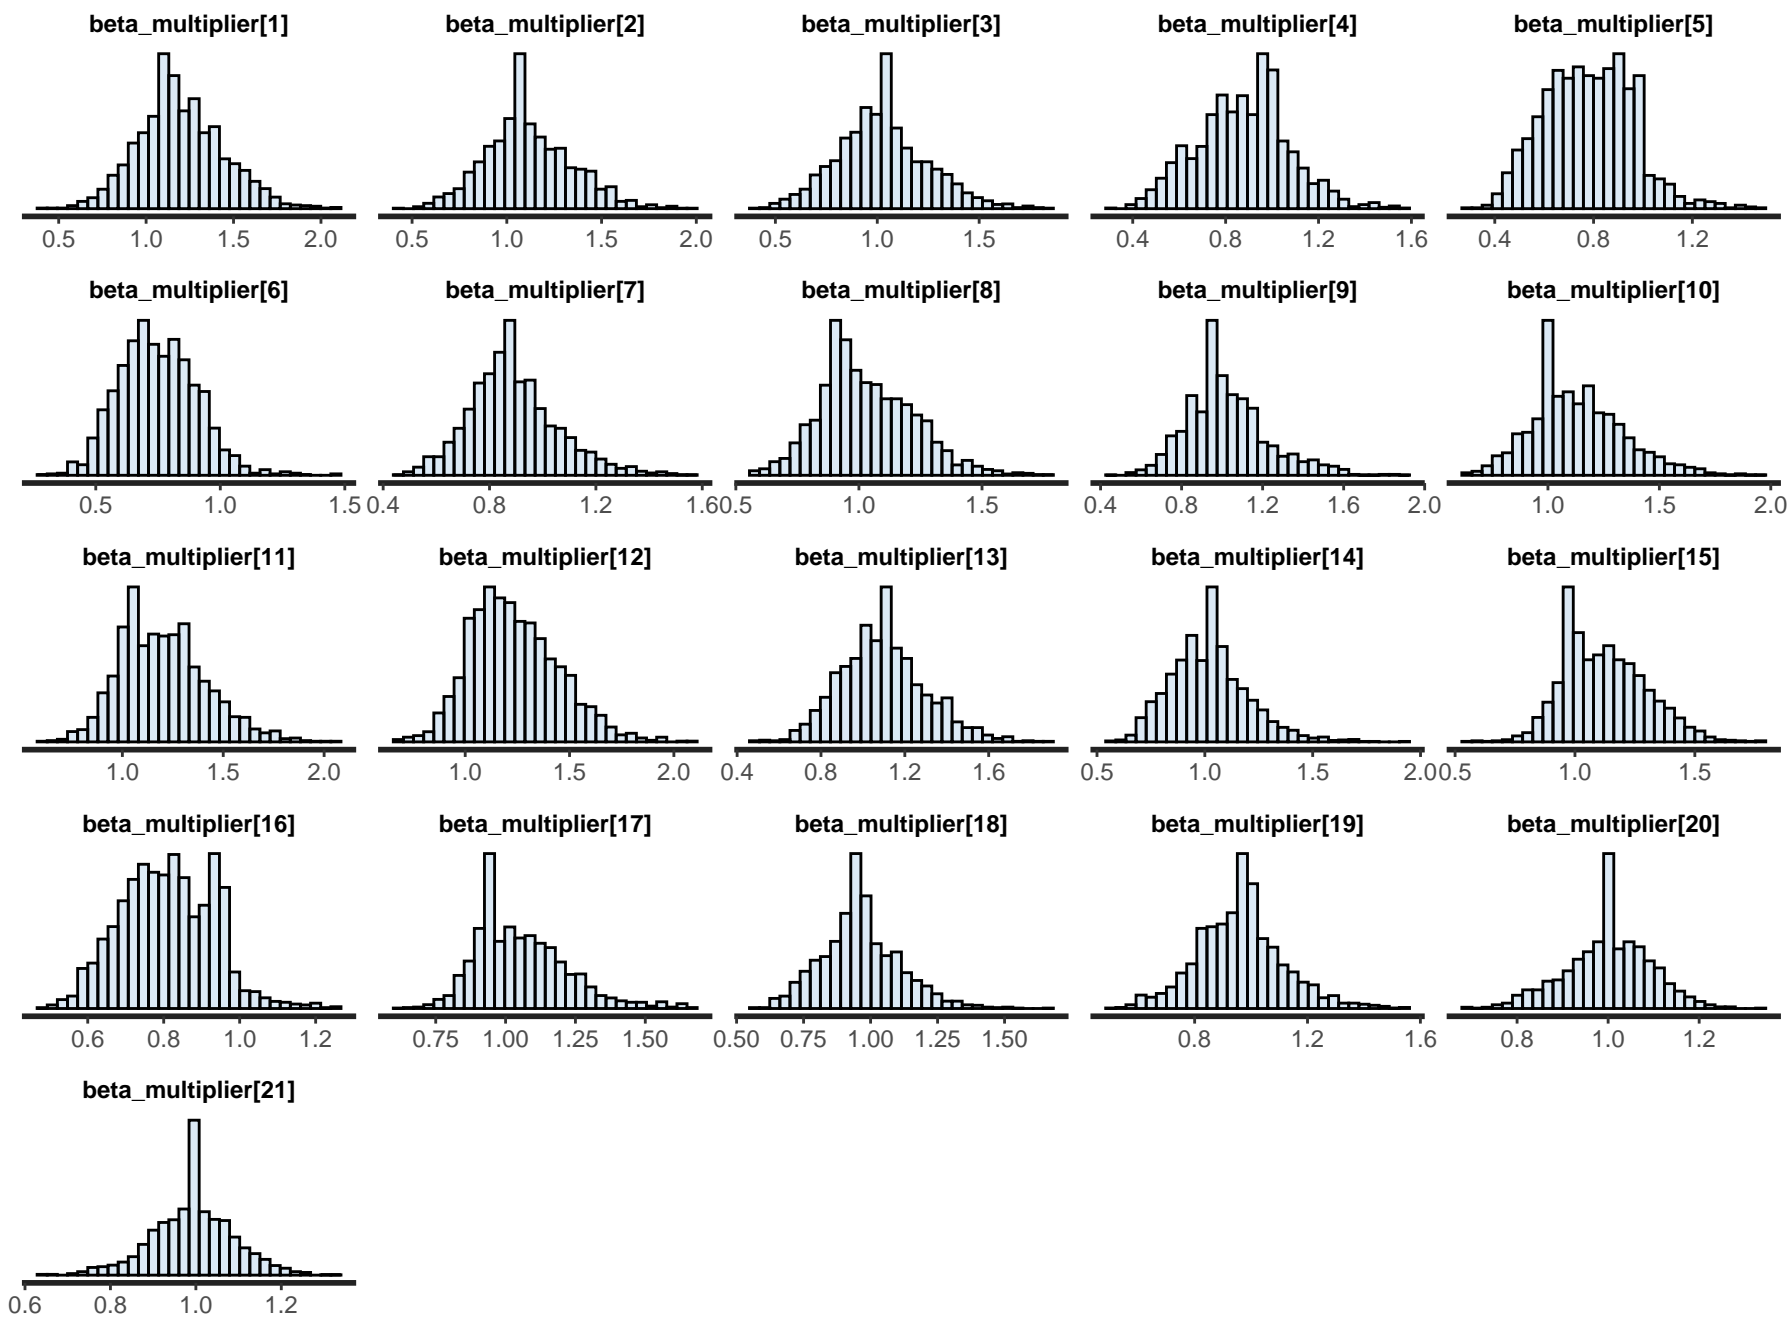 beta_multiplier[1] beta_multiplier[2] beta_multiplier[3] beta_multiplier[4] beta_multiplier[5]
0.5 1.0 1.5 2.0 0.5 1.0 1.5 2.0 0.5 1.0 1.5 0.4 0.8 1.2 1.6 0.4 0.8 1.2
beta_multiplier[6] beta_multiplier[7] beta_multiplier[8] beta_multiplier[9] beta_multiplier[10]
0.5 1.0 1.5 0.4 0.8 1.2 1.6 0.5 1.0 1.5 0.4 0.8 1.2 1.6 2.0 1.0 1.5 2.0
beta_multiplier[11] beta_multiplier[12] beta_multiplier[13] beta_multiplier[14] beta_multiplier[15]
1.0 1.5 2.0 1.0 1.5 2.0 0.4 0.8 1.2 1.6 0.5 1.0 1.5 2.0 0.5 1.0 1.5
beta_multiplier[16] beta_multiplier[17] beta_multiplier[18] beta_multiplier[19] beta_multiplier[20]
0.6 0.8 1.0 1.2 0.75 1.00 1.25 1.50 0.50 0.75 1.00 1.25 1.50 0.8 1.2 1.6 0.8 1.0 1.2
beta_multiplier[21]
0.6 0.8 1.0 1.2